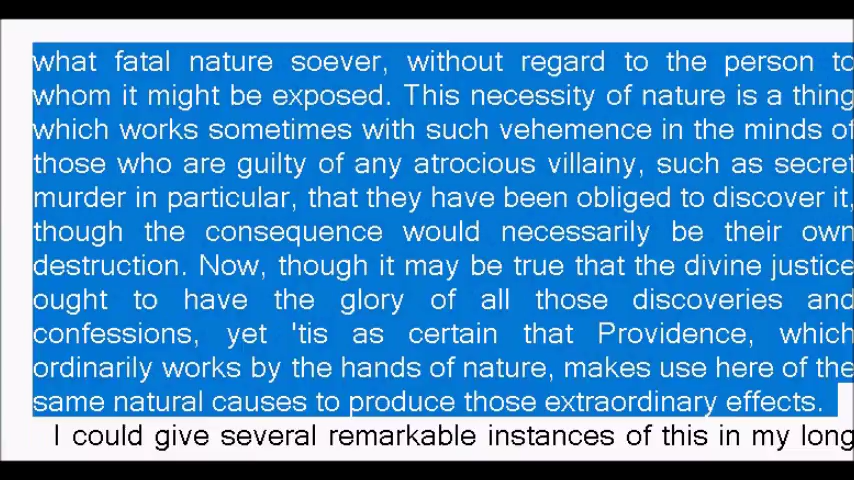 what fatal nature soever, without regard to the person to
whom it might be exposed. This necessity of nature is a thing
which works sometimes with such vehemence in the minds of
those who are guilty of any atrocious villainy, such as secret
murder in particular, that they have been obliged to discover it,
though the consequence would necessarily be their own
destruction. Now, though it may be true that the divine justice
ought to have the glory of all those discoveries and
confessions, yet 'tis as certain that Providence, which
ordinarily works by the hands of nature, makes use here of the
same natural causes to produce those extraordinary effects.
I could give several remarkable instances of this in my long